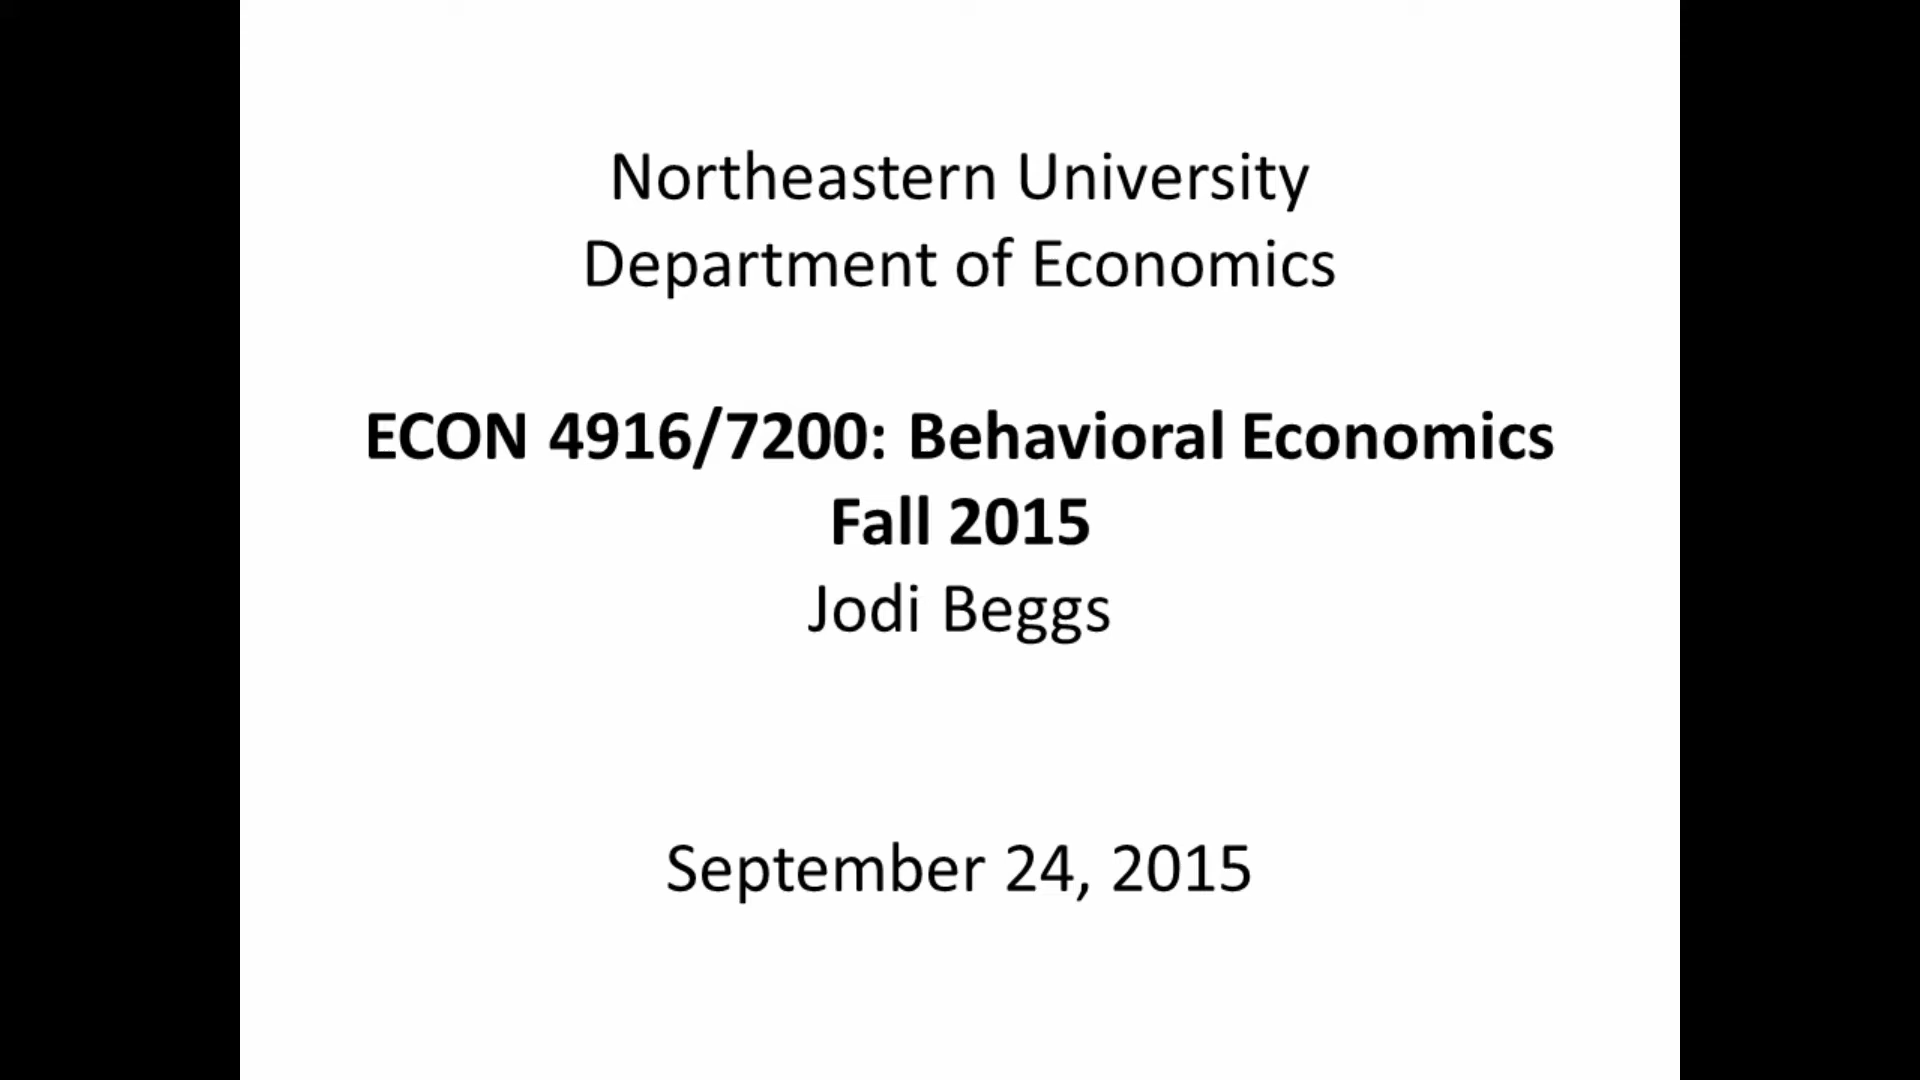 Northeastern University
Department of Economics
ECON 4916/7200: Behavioral Economics
Fall 2015
Jodi Beggs
September 24, 2015